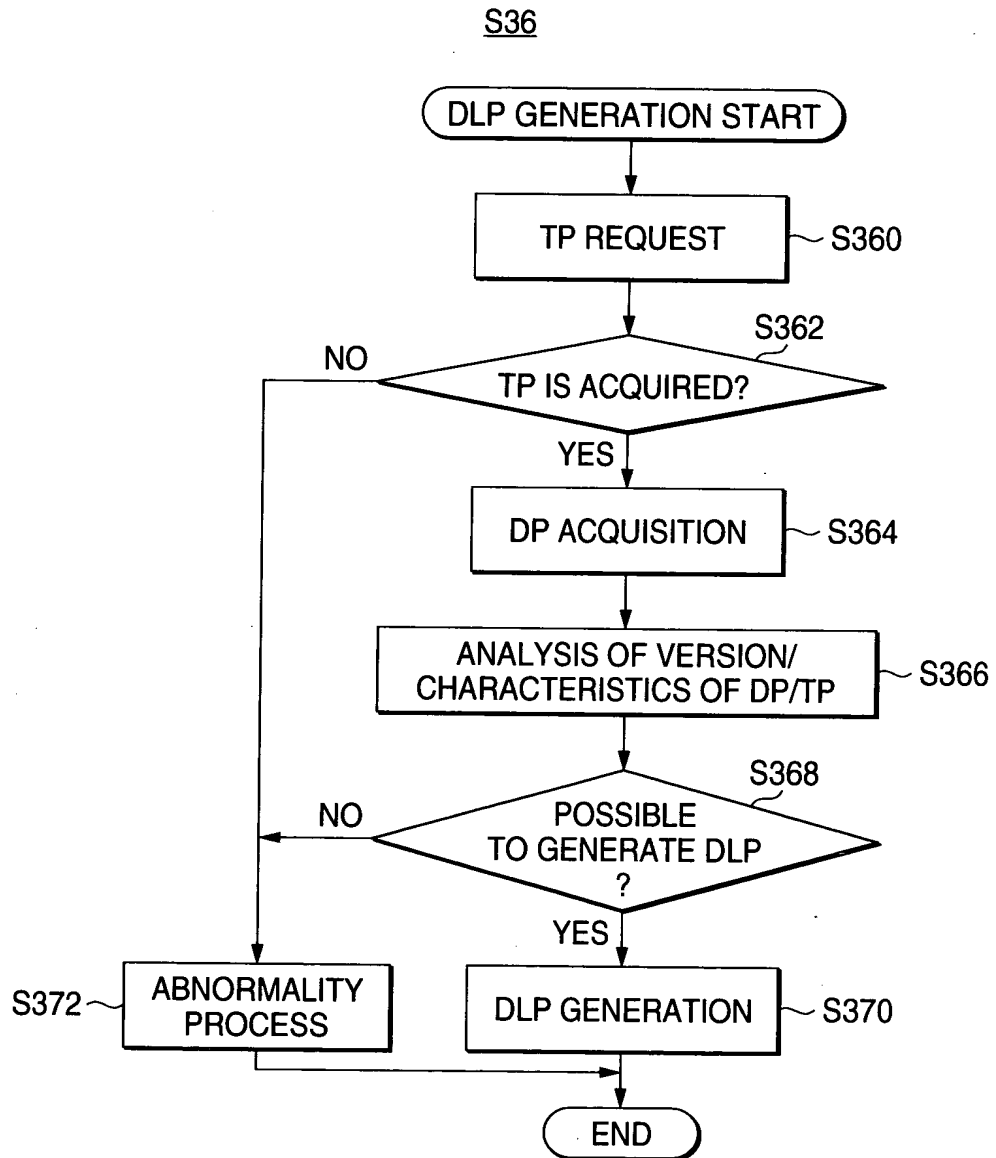 S36
DLP GENERATION START
TP REQUEST
S360
S362
NO
TP IS ACQUIRED?
YES
DP ACQUISITION
S364
ANALYSIS OF VERSION/
CHARACTERISTICS OF DP/TP
S366
S368
NO
POSSIBLE
TO GENERATE DLP
?
YES
S372
ABNORMALITY
PROCESS
DLP GENERATION
S370
END